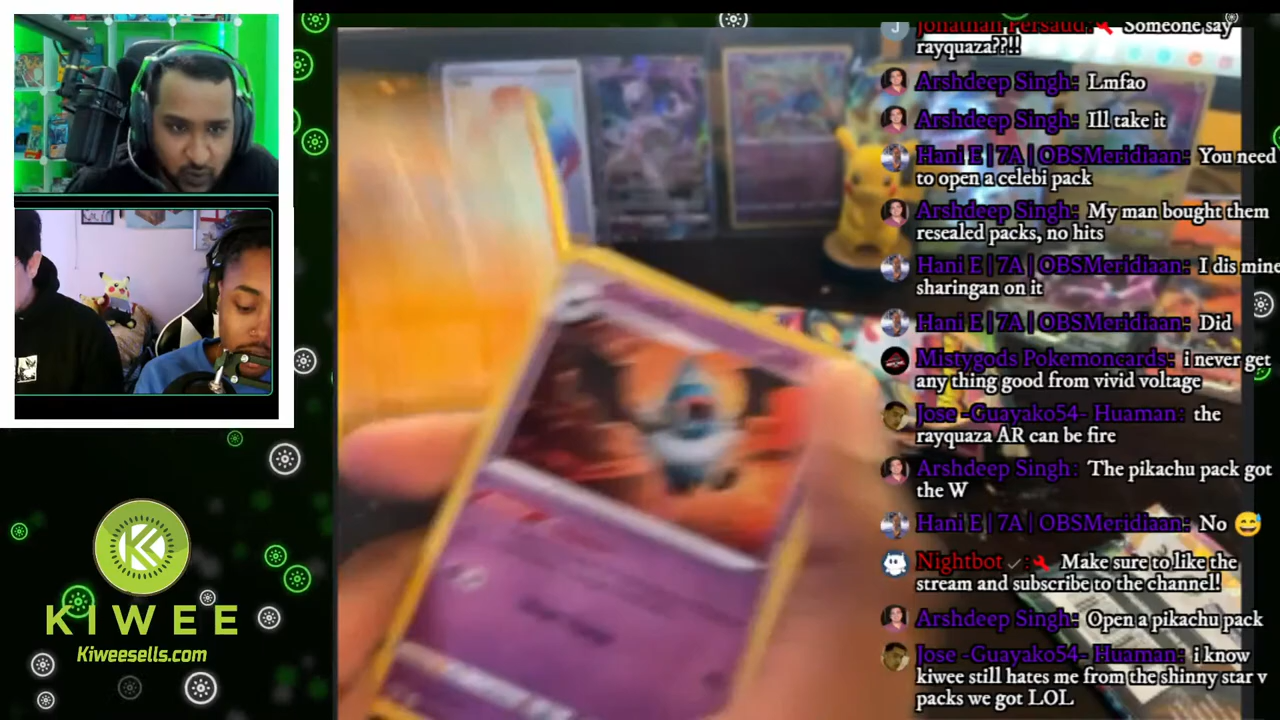 KIWEE
Kiweesells.com
J
Jonathan Persaud: Someone say
rayquaza??!!
Arshdeep Singh: Lmfao
Arshdeep Singh: Ill take it
Hani E | 7A | OBSMeridiaan: You need
to open a celebi pack
Arshdeep Singh: My man bought them
resealed packs, no hits
Hani E | 7A | OBSMeridiaan: I dis mine
sharingan on it
Hani E | 7A | OBSMeridiaan: Did
Mistygods Pokemoncards: i never get
any thing good from vivid voltage
Jose -Guayako54- Huaman: the
rayquaza AR can be fire
Arshdeep Singh: The pikachu pack got
the W
Hani E | 7A | OBSMeridiaan: No 😅
Nightbot ✓: Make sure to like the
stream and subscribe to the channel!
Arshdeep Singh: Open a pikachu pack
Jose -Guayako54- Huaman: i know
kiwee still hates me from the shinny star v
packs we got LOL